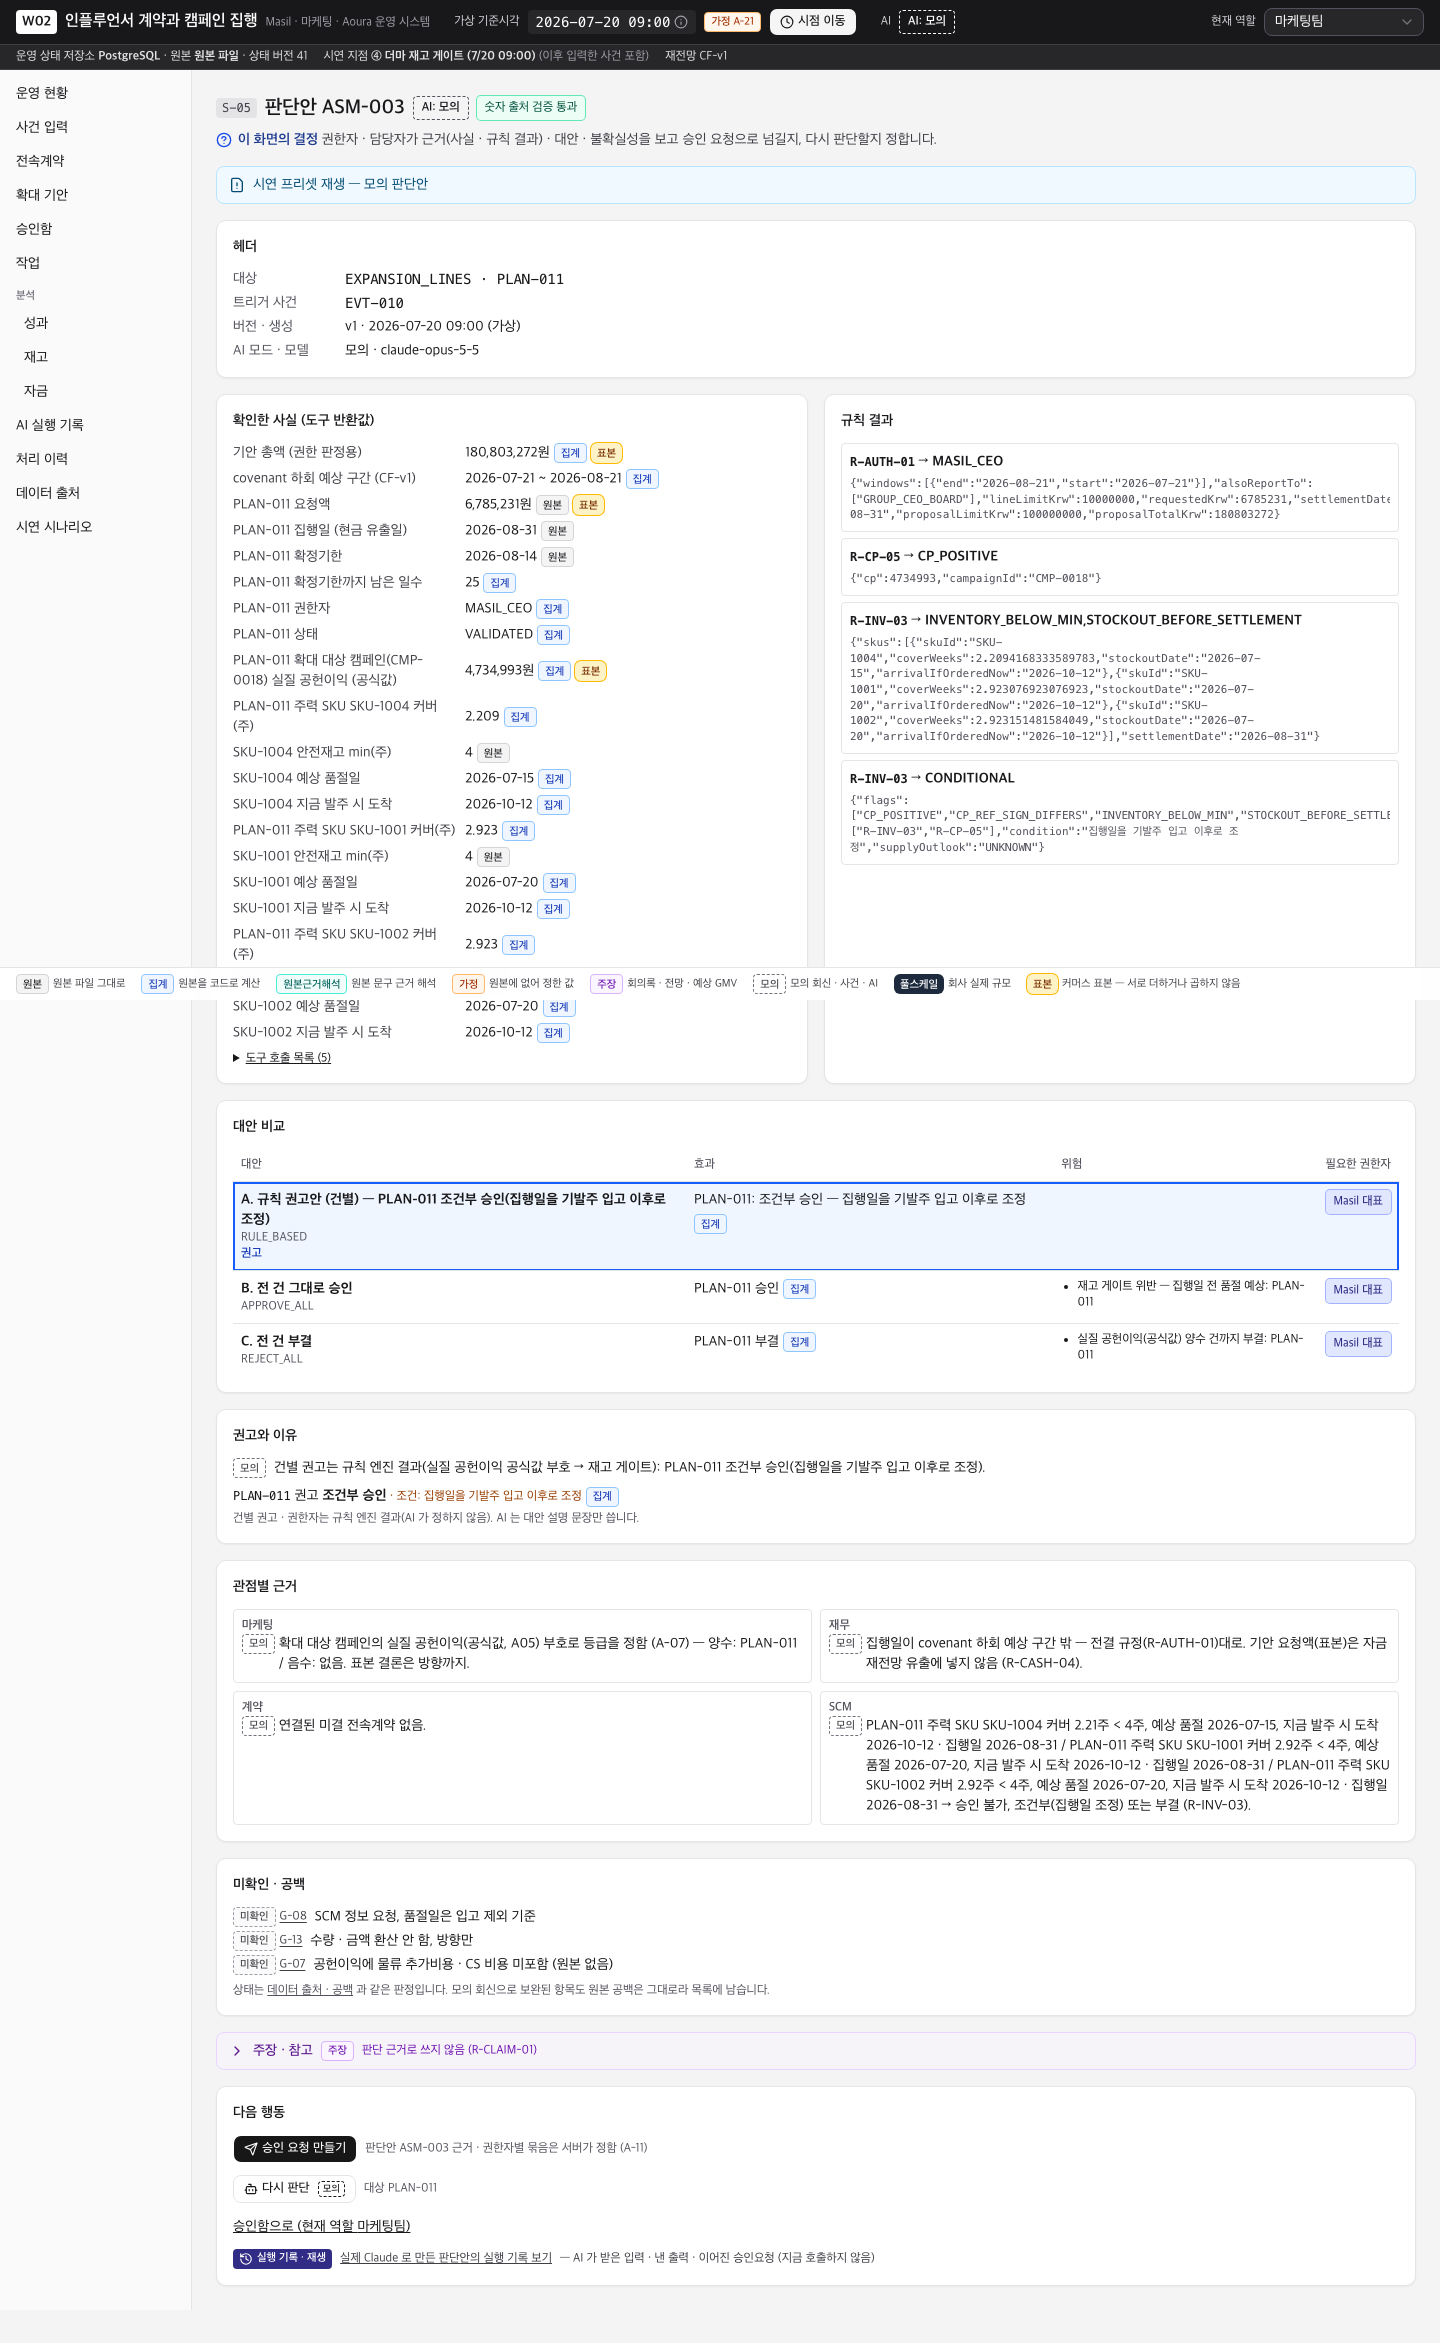 W02 인플루언서 계약과 캠페인 집행 Masil · 마케팅 · Aoura 운영 시스템 가상 기준시각 2026-07-20 09:00 가정 A-21 시점 이동 AI AI: 모의 현재 역할 마케팅팀
운영 상태 저장소 PostgreSQL · 원본 원본 파일 · 상태 버전 41 시연 지점 ④ 더마 재고 게이트 (7/20 09:00) (이후 입력한 사건 포함) 재전망 CF-v1
운영 현황
사건 입력
전속계약
확대 기안
승인함
작업
분석
성과
재고
자금
AI 실행 기록
처리 이력
데이터 출처
시연 시나리오
S-05 판단안 ASM-003 AI: 모의 숫자 출처 검증 통과
이 화면의 결정 권한자 · 담당자가 근거(사실 · 규칙 결과) · 대안 · 불확실성을 보고 승인 요청으로 넘길지, 다시 판단할지 정합니다.
시연 프리셋 재생 — 모의 판단안
헤더
대상 EXPANSION_LINES · PLAN-011
트리거 사건 EVT-010
버전 · 생성 v1 · 2026-07-20 09:00 (가상)
AI 모드 · 모델 모의 · claude-opus-5-5
확인한 사실 (도구 반환값)
기안 총액 (권한 판정용) 180,803,272원 집계 표본
covenant 하회 예상 구간 (CF-v1) 2026-07-21 ~ 2026-08-21 집계
PLAN-011 요청액 6,785,231원 원본 표본
PLAN-011 집행일 (현금 유출일) 2026-08-31 원본
PLAN-011 확정기한 2026-08-14 원본
PLAN-011 확정기한까지 남은 일수 25 집계
PLAN-011 권한자 MASIL_CEO 집계
PLAN-011 상태 VALIDATED 집계
PLAN-011 확대 대상 캠페인(CMP-
0018) 실질 공헌이익 (공식값) 4,734,993원 집계 표본
PLAN-011 주력 SKU SKU-1004 커버
(주) 2.209 집계
SKU-1004 안전재고 min(주) 4 원본
SKU-1004 예상 품절일 2026-07-15 집계
SKU-1004 지금 발주 시 도착 2026-10-12 집계
PLAN-011 주력 SKU SKU-1001 커버(주) 2.923 집계
SKU-1001 안전재고 min(주) 4 원본
SKU-1001 예상 품절일 2026-07-20 집계
SKU-1001 지금 발주 시 도착 2026-10-12 집계
PLAN-011 주력 SKU SKU-1002 커버
(주) 2.923 집계
원본 원본 파일 그대로 집계 원본을 코드로 계산 원본근거해석 원본 문구 근거 해석 가정 원본에 없어 정한 값 주장 회의록 · 전망 · 예상 GMV 모의 모의 회신 · 사건 · AI 풀스케일 회사 실제 규모 표본 커머스 표본 — 서로 더하거나 곱하지 않음
SKU-1002 예상 품절일 2026-07-20 집계
SKU-1002 지금 발주 시 도착 2026-10-12 집계
도구 호출 목록 (5)
규칙 결과
R-AUTH-01 → MASIL_CEO
{"windows":[{"end":"2026-08-21","start":"2026-07-21"}],"alsoReportTo":
["GROUP_CEO_BOARD"],"lineLimitKrw":10000000,"requestedKrw":6785231,"settlementDate
08-31","proposalLimitKrw":100000000,"proposalTotalKrw":180803272}
R-CP-05 → CP_POSITIVE
{"cp":4734993,"campaignId":"CMP-0018"}
R-INV-03 → INVENTORY_BELOW_MIN,STOCKOUT_BEFORE_SETTLEMENT
{"skus":[{"skuId":"SKU-
1004","coverWeeks":2.2094168333589783,"stockoutDate":"2026-07-
15","arrivalIfOrderedNow":"2026-10-12"},{"skuId":"SKU-
1001","coverWeeks":2.923076923076923,"stockoutDate":"2026-07-
20","arrivalIfOrderedNow":"2026-10-12"},{"skuId":"SKU-
1002","coverWeeks":2.923151481584049,"stockoutDate":"2026-07-
20","arrivalIfOrderedNow":"2026-10-12"}],"settlementDate":"2026-08-31"}
R-INV-03 → CONDITIONAL
{"flags":
["CP_POSITIVE","CP_REF_SIGN_DIFFERS","INVENTORY_BELOW_MIN","STOCKOUT_BEFORE_SETTLE
["R-INV-03","R-CP-05"],"condition":"집행일을 기발주 입고 이후로 조
정","supplyOutlook":"UNKNOWN"}
대안 비교
대안 효과 위험 필요한 권한자
A. 규칙 권고안 (건별) — PLAN-011 조건부 승인(집행일을 기발주 입고 이후로
조정)
RULE_BASED
권고
PLAN-011: 조건부 승인 — 집행일을 기발주 입고 이후로 조정
집계
Masil 대표
B. 전 건 그대로 승인
APPROVE_ALL
PLAN-011 승인 집계
재고 게이트 위반 — 집행일 전 품절 예상: PLAN-
011
Masil 대표
C. 전 건 부결
REJECT_ALL
PLAN-011 부결 집계
실질 공헌이익(공식값) 양수 건까지 부결: PLAN-
011
Masil 대표
권고와 이유
모의 건별 권고는 규칙 엔진 결과(실질 공헌이익 공식값 부호 → 재고 게이트): PLAN-011 조건부 승인(집행일을 기발주 입고 이후로 조정).
PLAN-011 권고 조건부 승인 · 조건: 집행일을 기발주 입고 이후로 조정 집계
건별 권고 · 권한자는 규칙 엔진 결과(AI 가 정하지 않음). AI 는 대안 설명 문장만 씁니다.
관점별 근거
마케팅
모의 확대 대상 캠페인의 실질 공헌이익(공식값, A05) 부호로 등급을 정함 (A-07) — 양수: PLAN-011
/ 음수: 없음. 표본 결론은 방향까지.
재무
모의 집행일이 covenant 하회 예상 구간 밖 — 전결 규정(R-AUTH-01)대로. 기안 요청액(표본)은 자금
재전망 유출에 넣지 않음 (R-CASH-04).
계약
모의 연결된 미결 전속계약 없음.
SCM
모의 PLAN-011 주력 SKU SKU-1004 커버 2.21주 < 4주, 예상 품절 2026-07-15, 지금 발주 시 도착
2026-10-12 · 집행일 2026-08-31 / PLAN-011 주력 SKU SKU-1001 커버 2.92주 < 4주, 예상
품절 2026-07-20, 지금 발주 시 도착 2026-10-12 · 집행일 2026-08-31 / PLAN-011 주력 SKU
SKU-1002 커버 2.92주 < 4주, 예상 품절 2026-07-20, 지금 발주 시 도착 2026-10-12 · 집행일
2026-08-31 → 승인 불가, 조건부(집행일 조정) 또는 부결 (R-INV-03).
미확인 · 공백
미확인 G-08 SCM 정보 요청, 품절일은 입고 제외 기준
미확인 G-13 수량 · 금액 환산 안 함, 방향만
미확인 G-07 공헌이익에 물류 추가비용 · CS 비용 미포함 (원본 없음)
상태는 데이터 출처 · 공백 과 같은 판정입니다. 모의 회신으로 보완된 항목도 원본 공백은 그대로라 목록에 남습니다.
주장 · 참고 주장 판단 근거로 쓰지 않음 (R-CLAIM-01)
다음 행동
승인 요청 만들기 판단안 ASM-003 근거 · 권한자별 묶음은 서버가 정함 (A-11)
다시 판단 모의 대상 PLAN-011
승인함으로 (현재 역할 마케팅팀)
실행 기록 · 재생 실제 Claude 로 만든 판단안의 실행 기록 보기 — AI 가 받은 입력 · 낸 출력 · 이어진 승인요청 (지금 호출하지 않음)